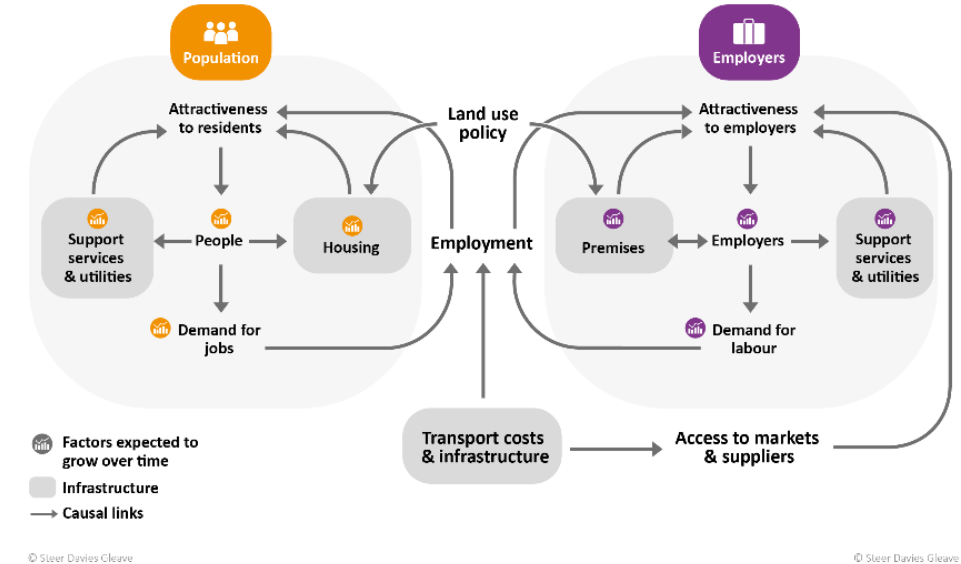 Population
Employers
Attractiveness
to residents
Land use
policy
Attractiveness
to employers
Support
services
& utilities
People
Housing
Employment
Premises
Employers
Support
services
& utilities
Demand for
jobs
Demand for
labour
Transport costs
& infrastructure
Access to markets
& suppliers
Factors expected to
grow over time
Infrastructure
Causal links
© Steer Davies Gleave
© Steer Davies Gleave